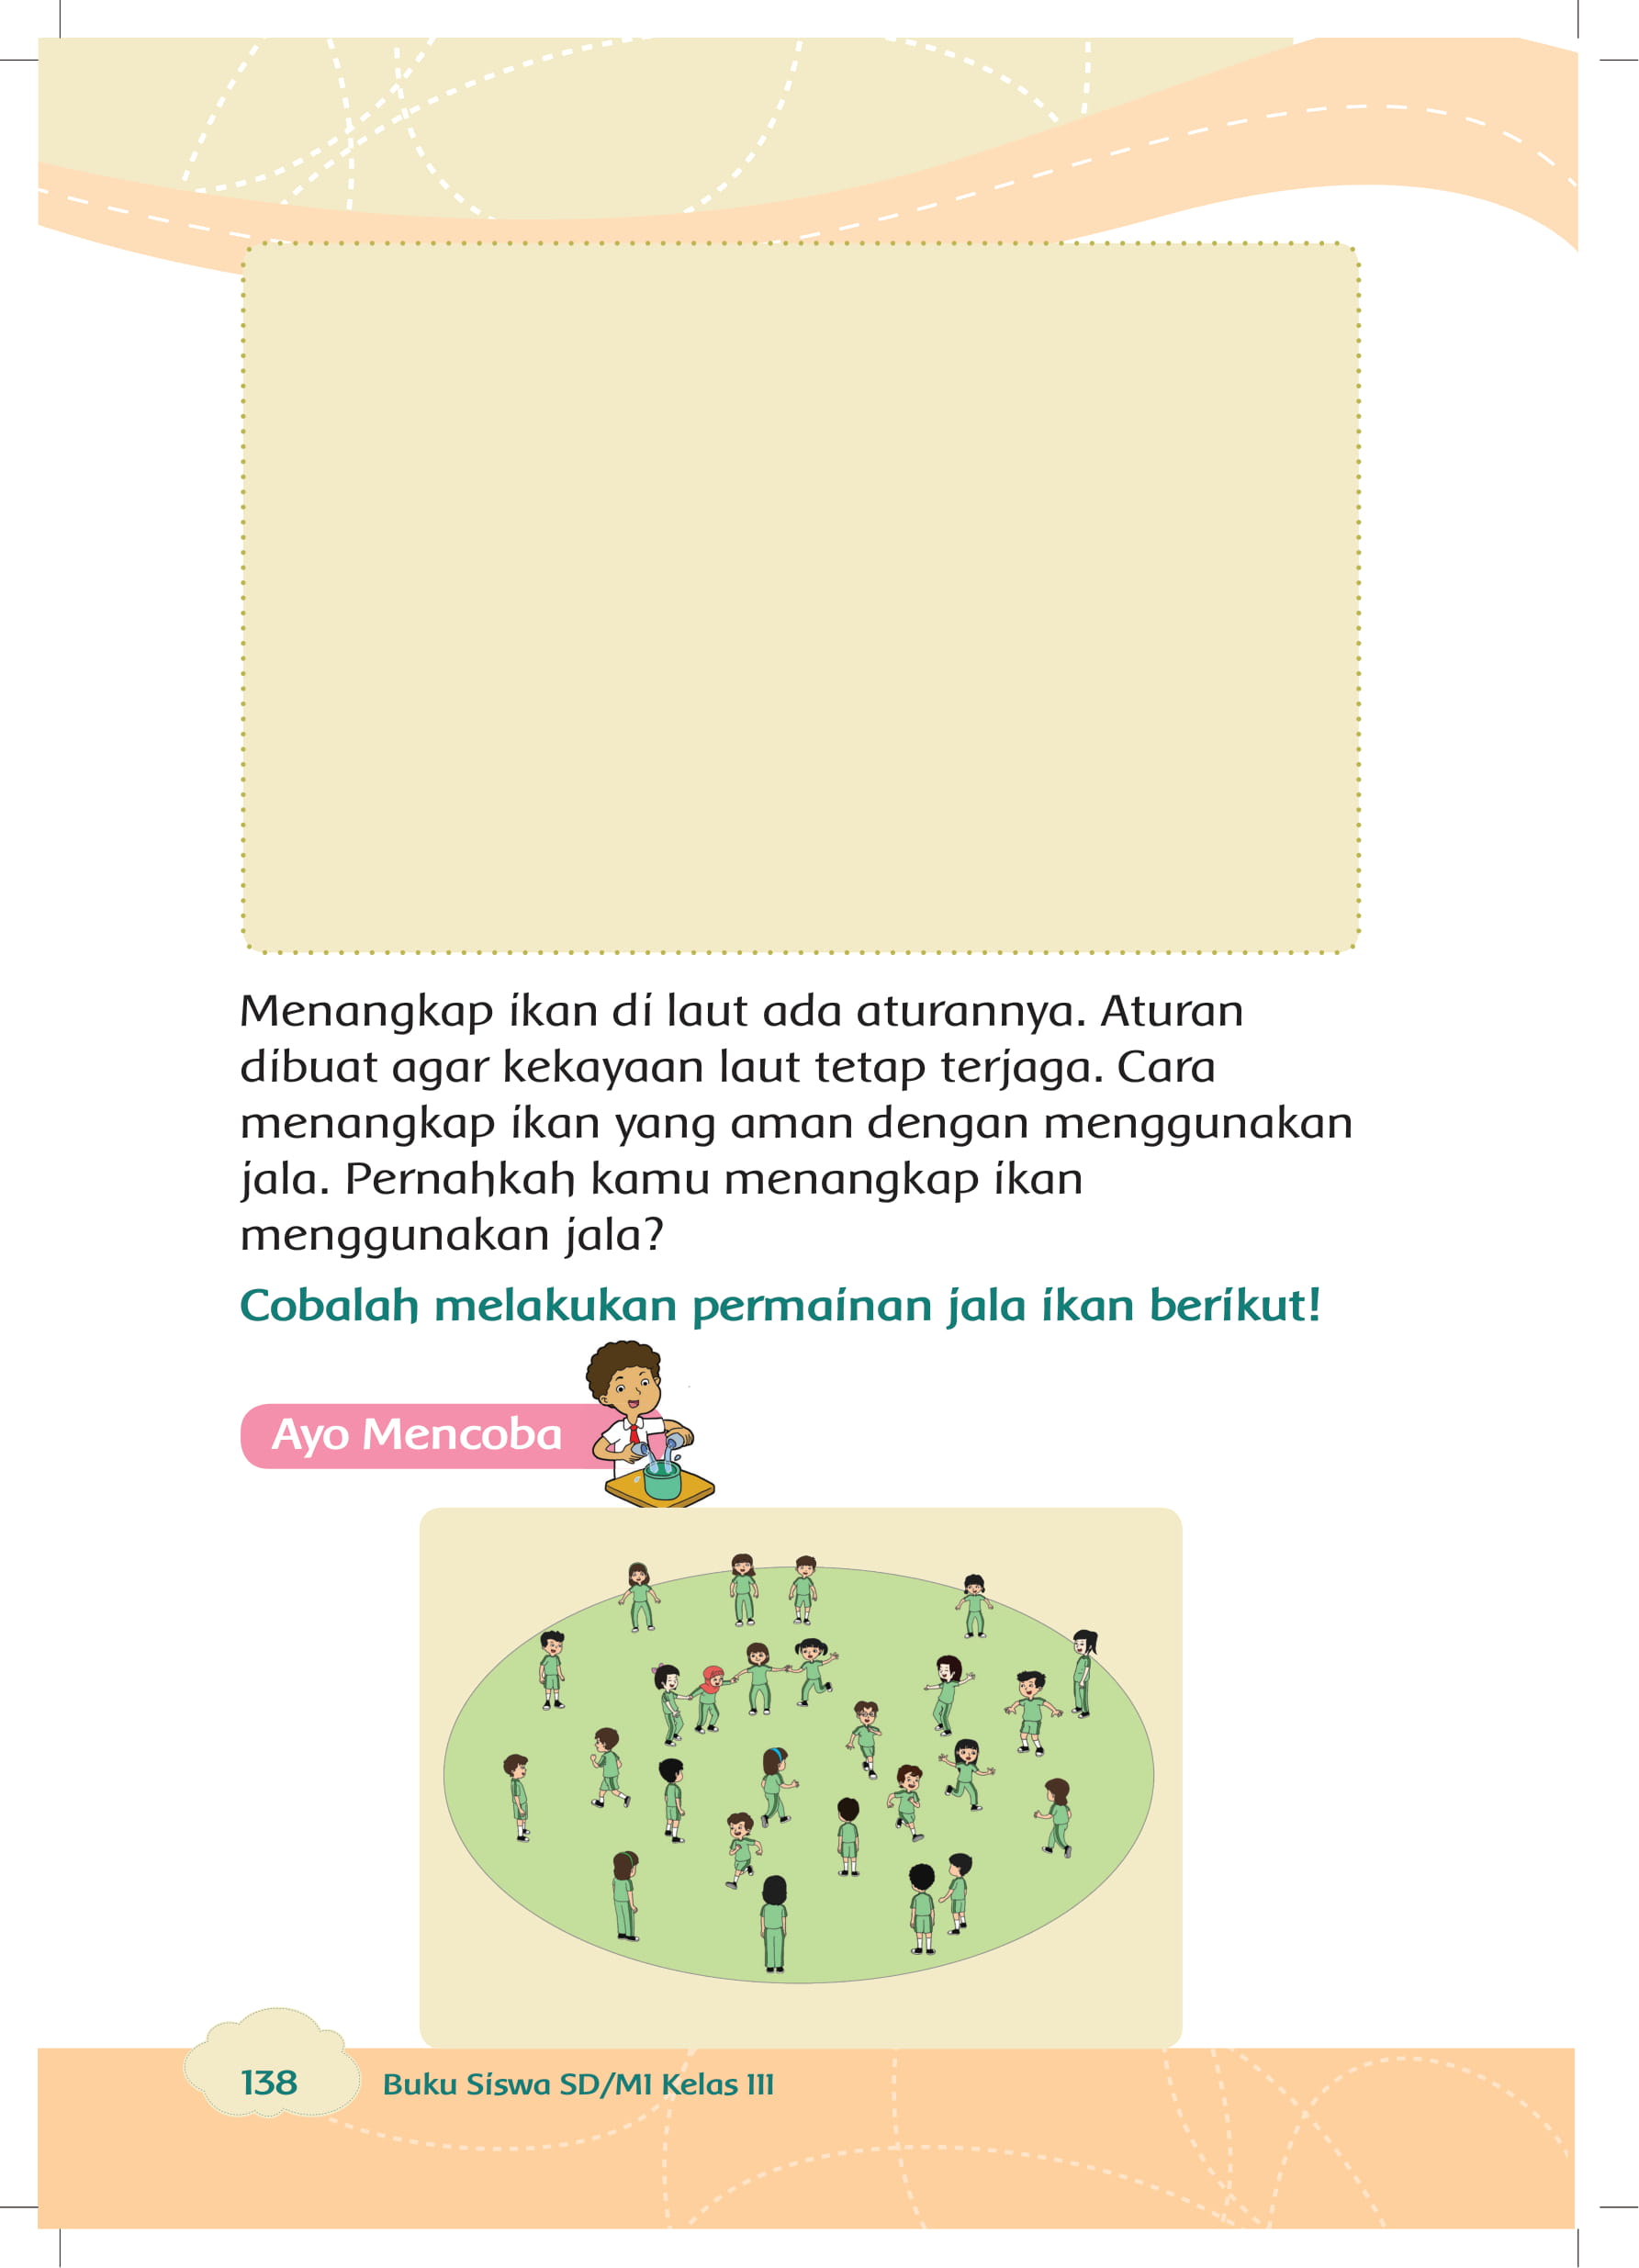 Menangkap ikan di laut ada aturannya. Aturan
dibuat agar kekayaan laut tetap terjaga. Cara
menangkap ikan yang aman dengan menggunakan
jala. Pernahkah kamu menangkap ikan
menggunakan jala?
Cobalah melakukan permainan jala ikan berikut!
Ayo Mencoba
138
Buku Siswa SD/MI Kelas III